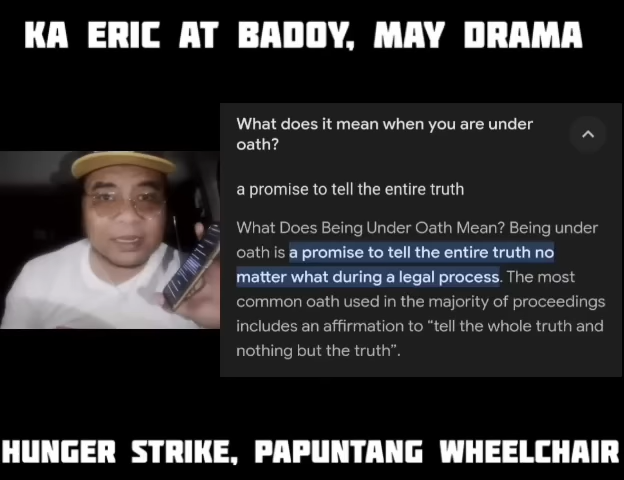 KA ERIC AT BADOY, MAY DRAMA
What does it mean when you are under
oath?
a promise to tell the entire truth
What Does Being Under Oath Mean? Being under
oath is a promise to tell the entire truth no
matter what during a legal process. The most
common oath used in the majority of proceedings
includes an affirmation to “tell the whole truth and
nothing but the truth”.
HUNGER STRIKE, PAPUNTANG WHEELCHAIR